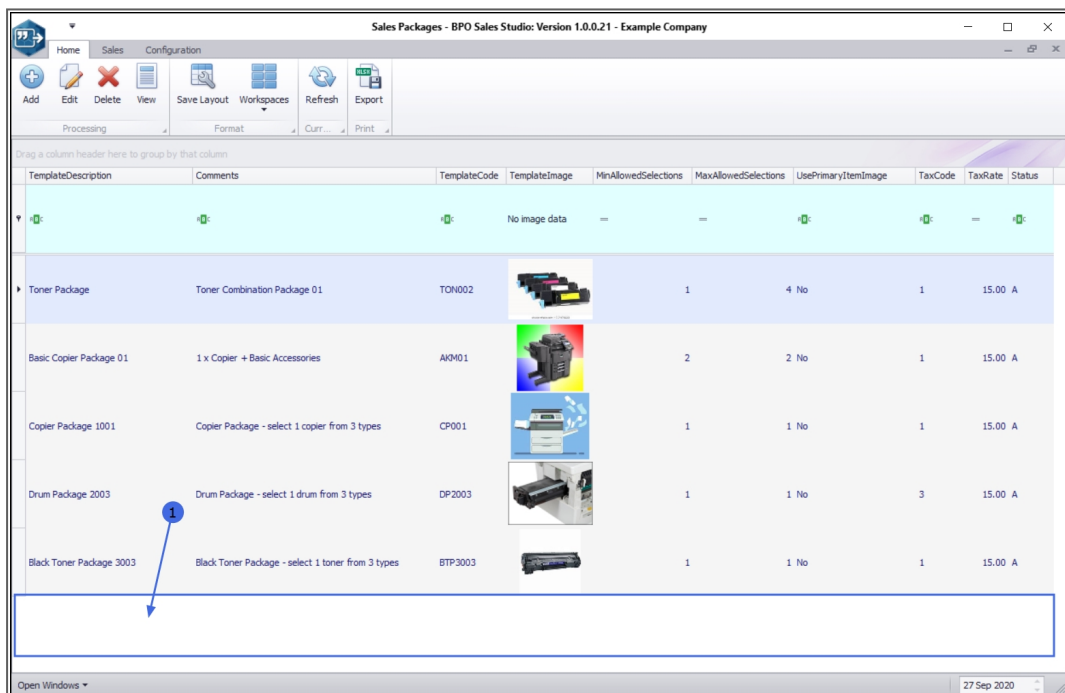 Sales Packages - BPO Sales Studio: Version 1.0.0.21 - Example Company
Home Sales Configuration
Add Edit Delete View Save Layout Workspaces Refresh Export
Processing Format Curr... Print
Drag a column header here to group by that column
TemplateDescription Comments TemplateCode TemplateImage MinAllowedSelections MaxAllowedSelections UsePrimaryItemImage TaxCode TaxRate Status
No image data = = =
Toner Package Toner Combination Package 01 TON002 1 4 No 1 15.00 A
Basic Copier Package 01 1 x Copier + Basic Accessories AKM01 2 2 No 1 15.00 A
Copier Package 1001 Copier Package - select 1 copier from 3 types CP001 1 1 No 1 15.00 A
Drum Package 2003 Drum Package - select 1 drum from 3 types DP2003 1 1 No 3 15.00 A
1
Black Toner Package 3003 Black Toner Package - select 1 toner from 3 types BTP3003 1 1 No 1 15.00 A
Open Windows 27 Sep 2020